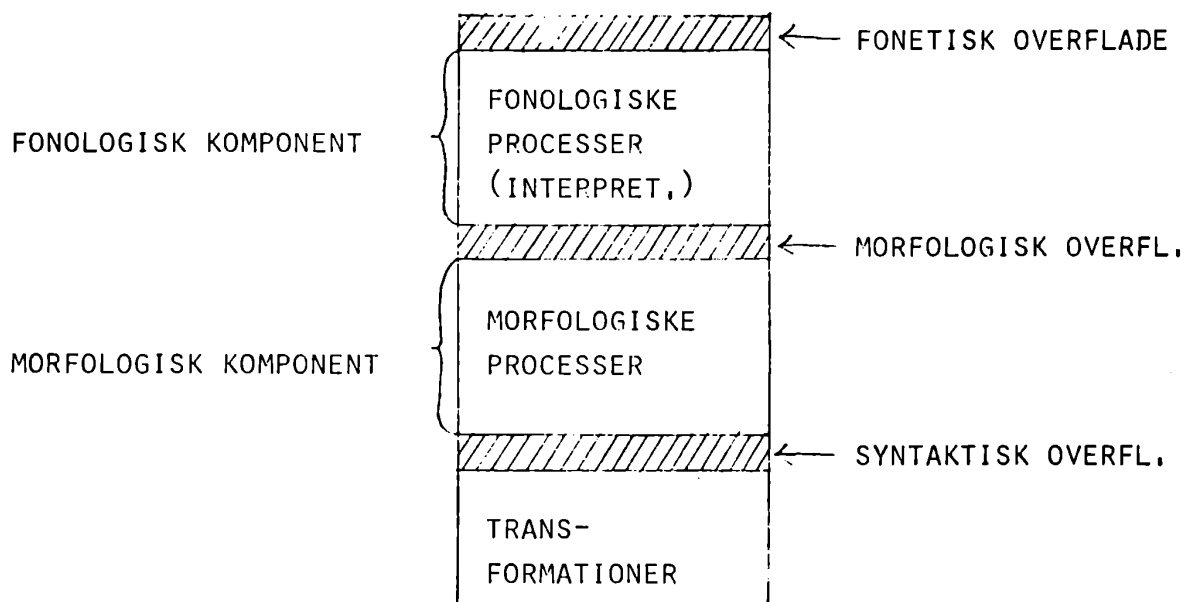 FONETISK OVERFLADE
FONOLOGISKE
FONOLOGISK KOMPONENT
PROCESSER
(INTERPRET.)
MORFOLOGISK OVERFL.
MORFOLOGISKE
MORFOLOGISK KOMPONENT
PROCESSER
SYNTAKTISK OVERFL.
TRANS-
FORMATIONER